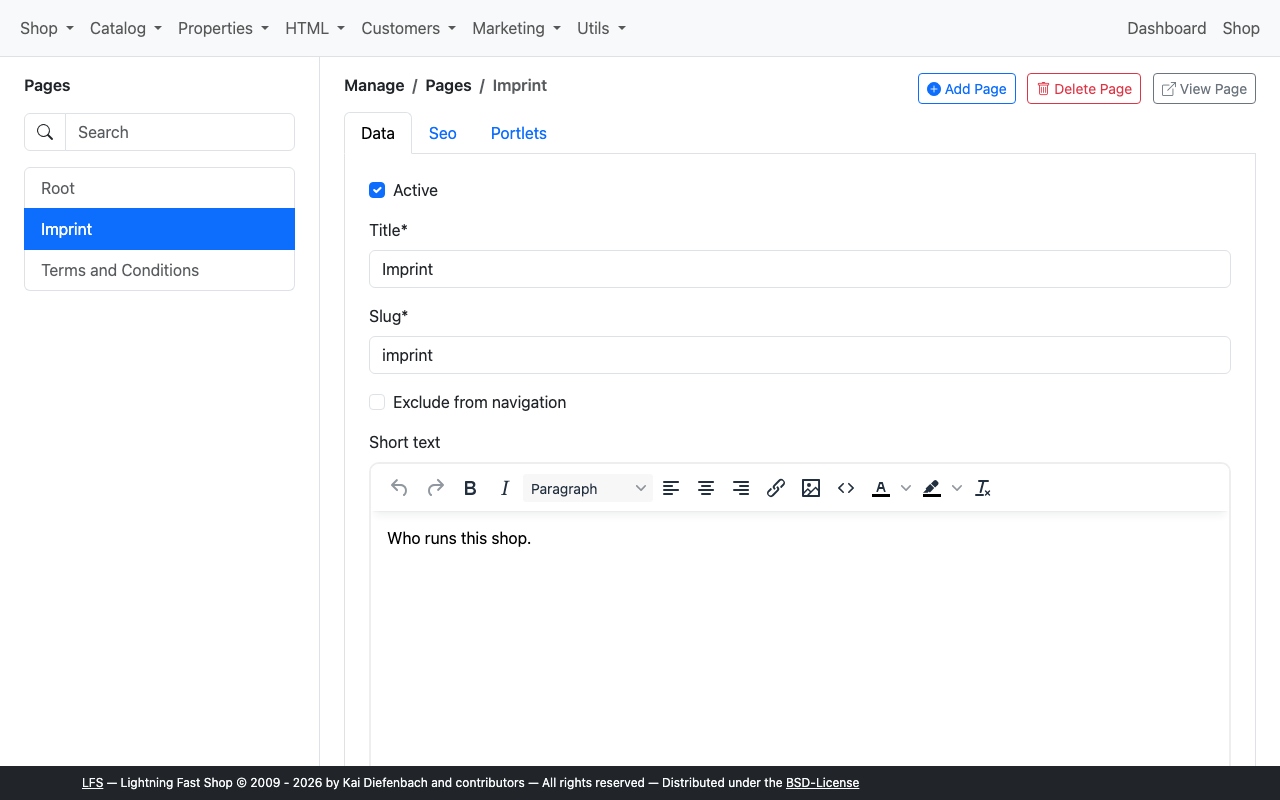 Shop Catalog Properties HTML Customers Marketing Utils Dashboard Shop
Pages
Search
Root
Imprint
Terms and Conditions
Manage / Pages / Imprint
Add Page Delete Page View Page
Data Seo Portlets
Active
Title*
Imprint
Slug*
imprint
Exclude from navigation
Short text
B I Paragraph A
Who runs this shop.
LFS — Lightning Fast Shop © 2009 - 2026 by Kai Diefenbach and contributors — All rights reserved — Distributed under the BSD-License